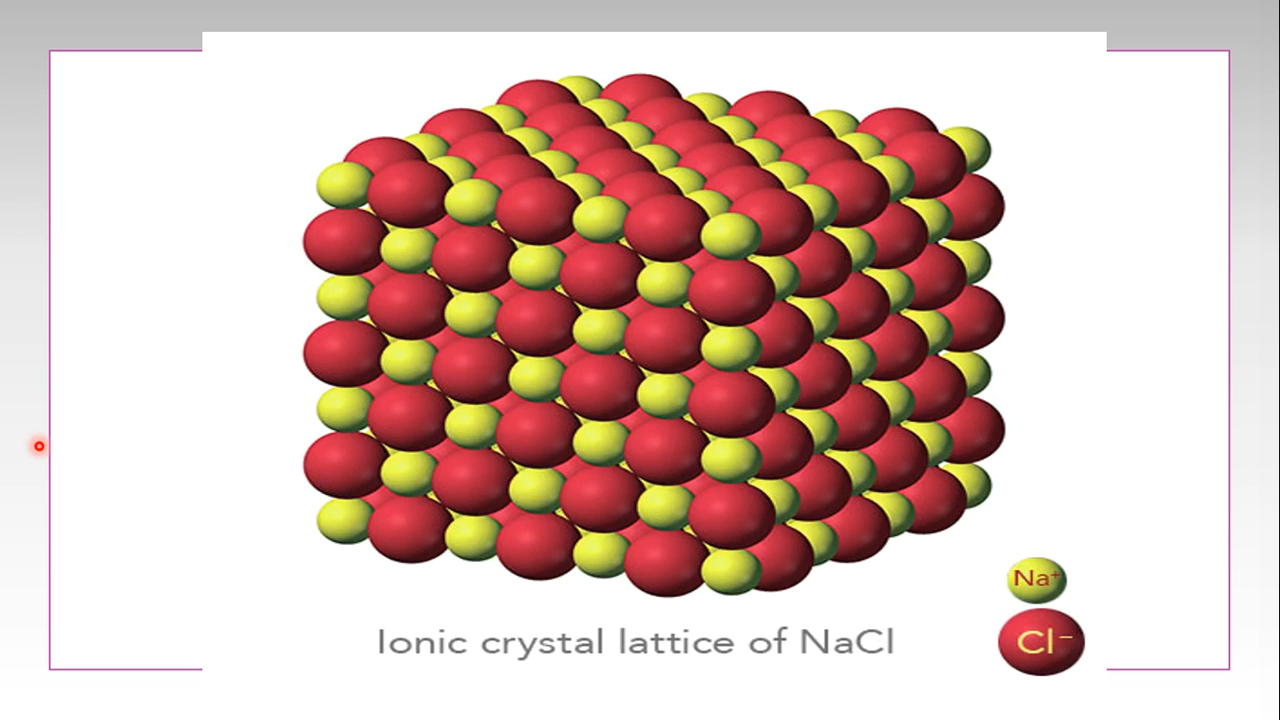 Na⁺
Ionic crystal lattice of NaCl
Cl⁻